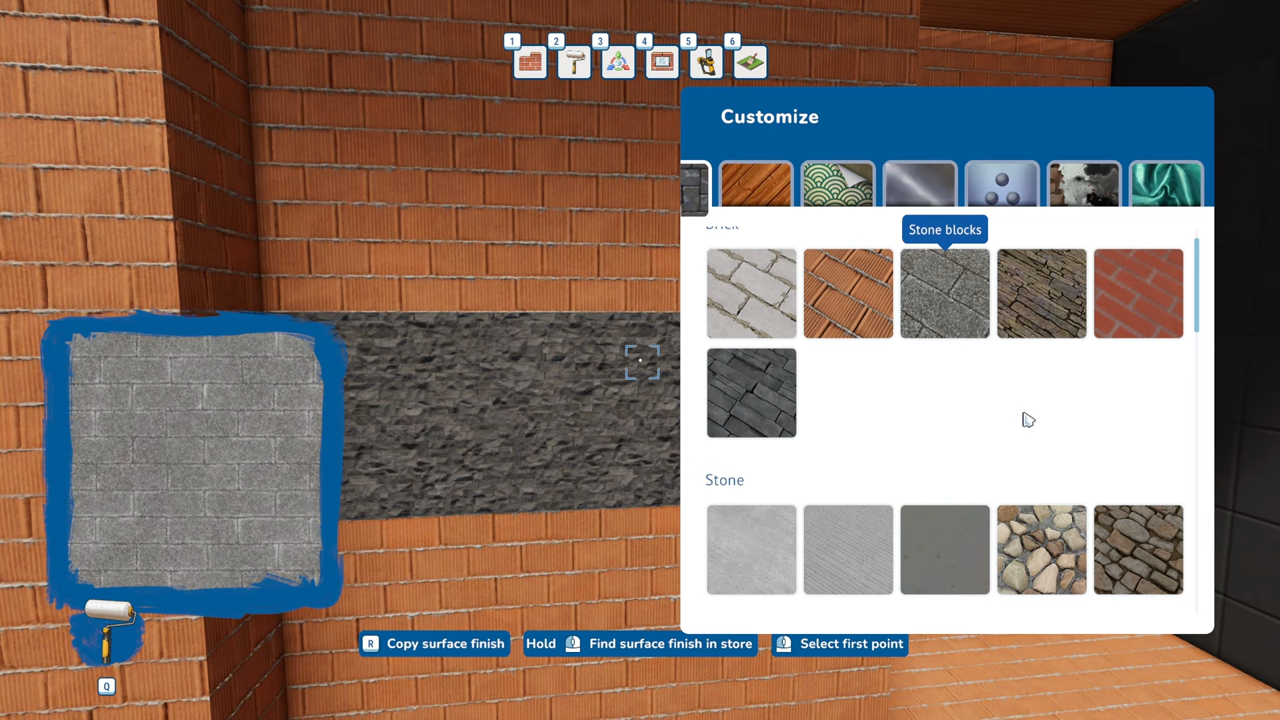 1 2 3 4 5 6
Customize
Brick
Stone blocks
Stone
R Copy surface finish
Hold Find surface finish in store
Select first point
Q